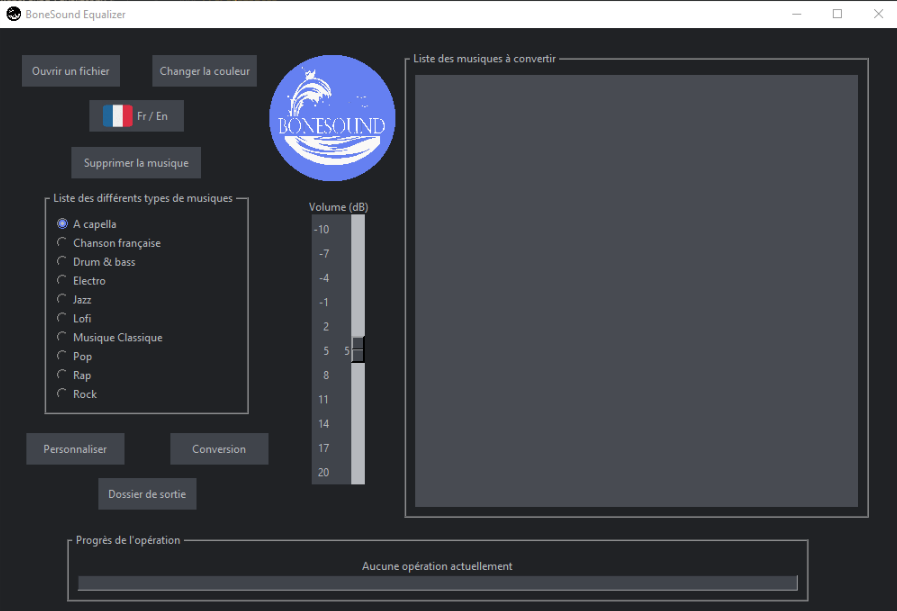 BoneSound Equalizer
Ouvrir un fichier
Changer la couleur
Fr / En
Supprimer la musique
BONESOUND
Liste des différents types de musiques
A capella
Chanson française
Drum & bass
Electro
Jazz
Lofi
Musique Classique
Pop
Rap
Rock
Personnaliser
Conversion
Dossier de sortie
Volume (dB)
-10
-7
-4
-1
2
5 5
8
11
14
17
20
Liste des musiques à convertir
Progrés de l'opération
Aucune opération actuellement